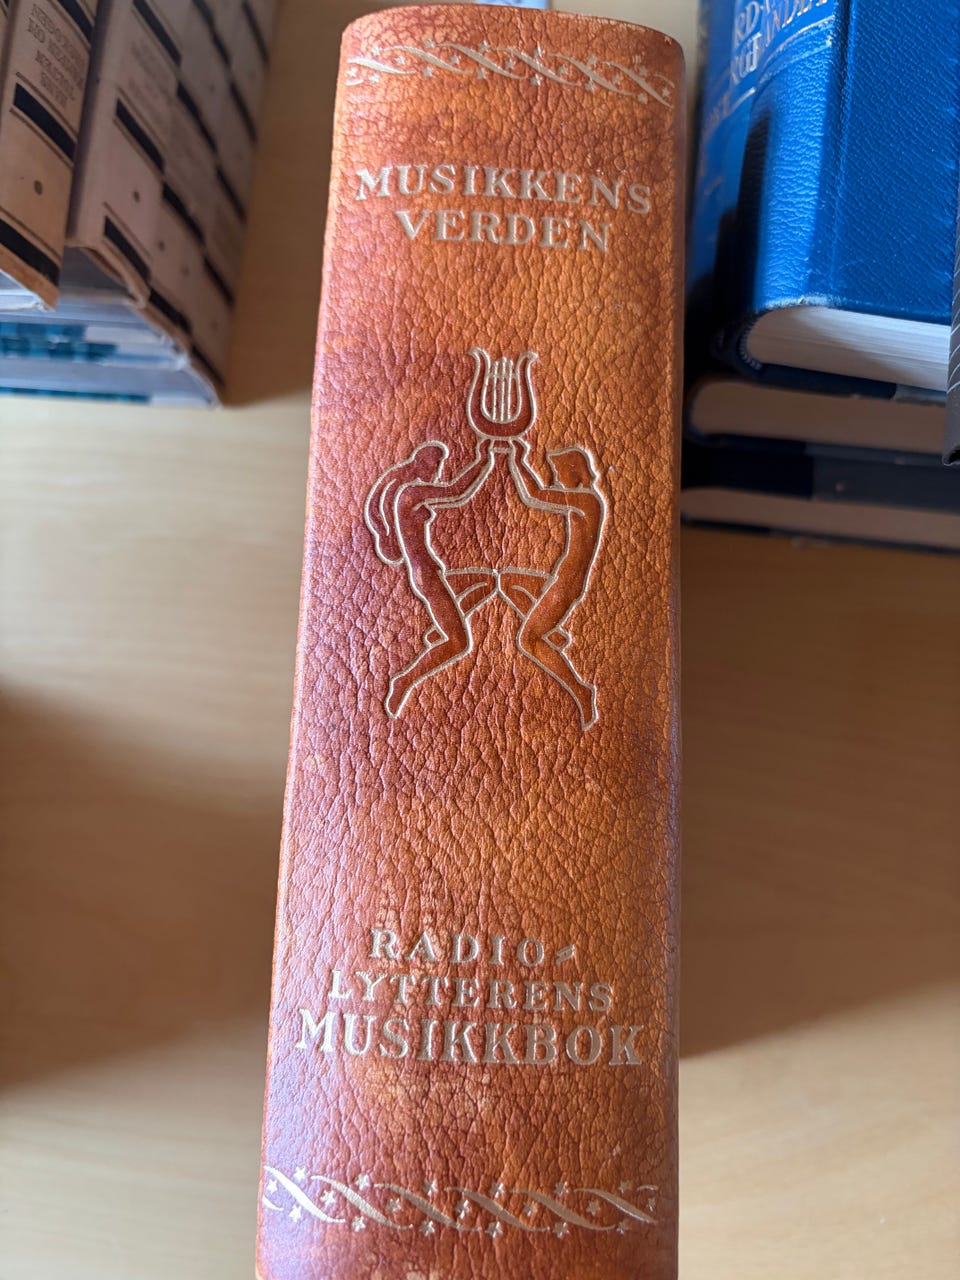 MUSIKKENS
VERDEN
RADIO-
LYTTERENS
MUSIKKBOK